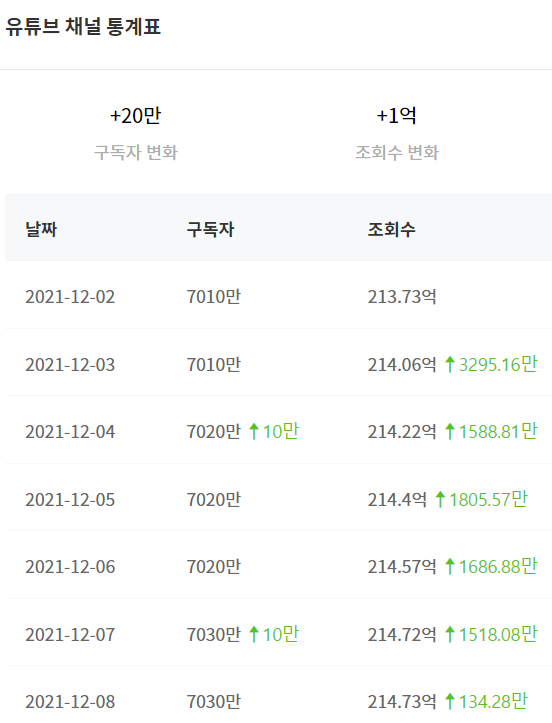 유튜브 채널 통계표
+20만 +1억
구독자 변화 조회수 변화
날짜 구독자 조회수
2021-12-02 7010만 213.73억
2021-12-03 7010만 214.06억 ↑3295.16만
2021-12-04 7020만 ↑10만 214.22억 ↑1588.81만
2021-12-05 7020만 214.4억 ↑1805.57만
2021-12-06 7020만 214.57억 ↑1686.88만
2021-12-07 7030만 ↑10만 214.72억 ↑1518.08만
2021-12-08 7030만 214.73억 ↑134.28만